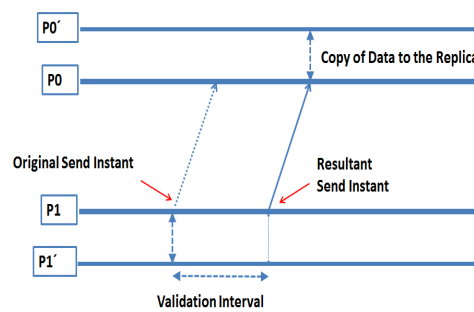 P0´
Copy of Data to the Replica
P0
Original Send Instant
Resultant
Send Instant
P1
P1´
Validation Interval